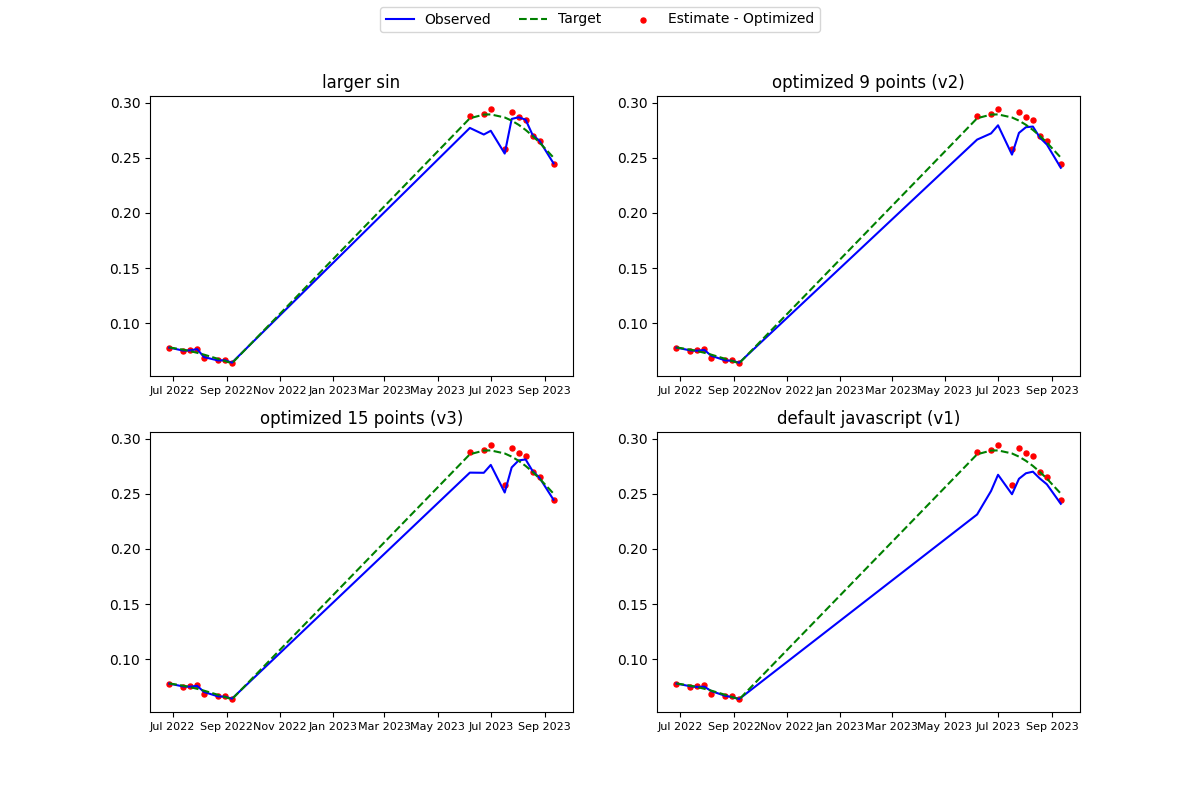 Observed Target Estimate - Optimized
larger sin
0.30
0.25
0.20
0.15
0.10
Jul 2022 Sep 2022 Nov 2022 Jan 2023 Mar 2023 May 2023 Jul 2023 Sep 2023
optimized 9 points (v2)
0.30
0.25
0.20
0.15
0.10
Jul 2022 Sep 2022 Nov 2022 Jan 2023 Mar 2023 May 2023 Jul 2023 Sep 2023
optimized 15 points (v3)
0.30
0.25
0.20
0.15
0.10
Jul 2022 Sep 2022 Nov 2022 Jan 2023 Mar 2023 May 2023 Jul 2023 Sep 2023
default javascript (v1)
0.30
0.25
0.20
0.15
0.10
Jul 2022 Sep 2022 Nov 2022 Jan 2023 Mar 2023 May 2023 Jul 2023 Sep 2023